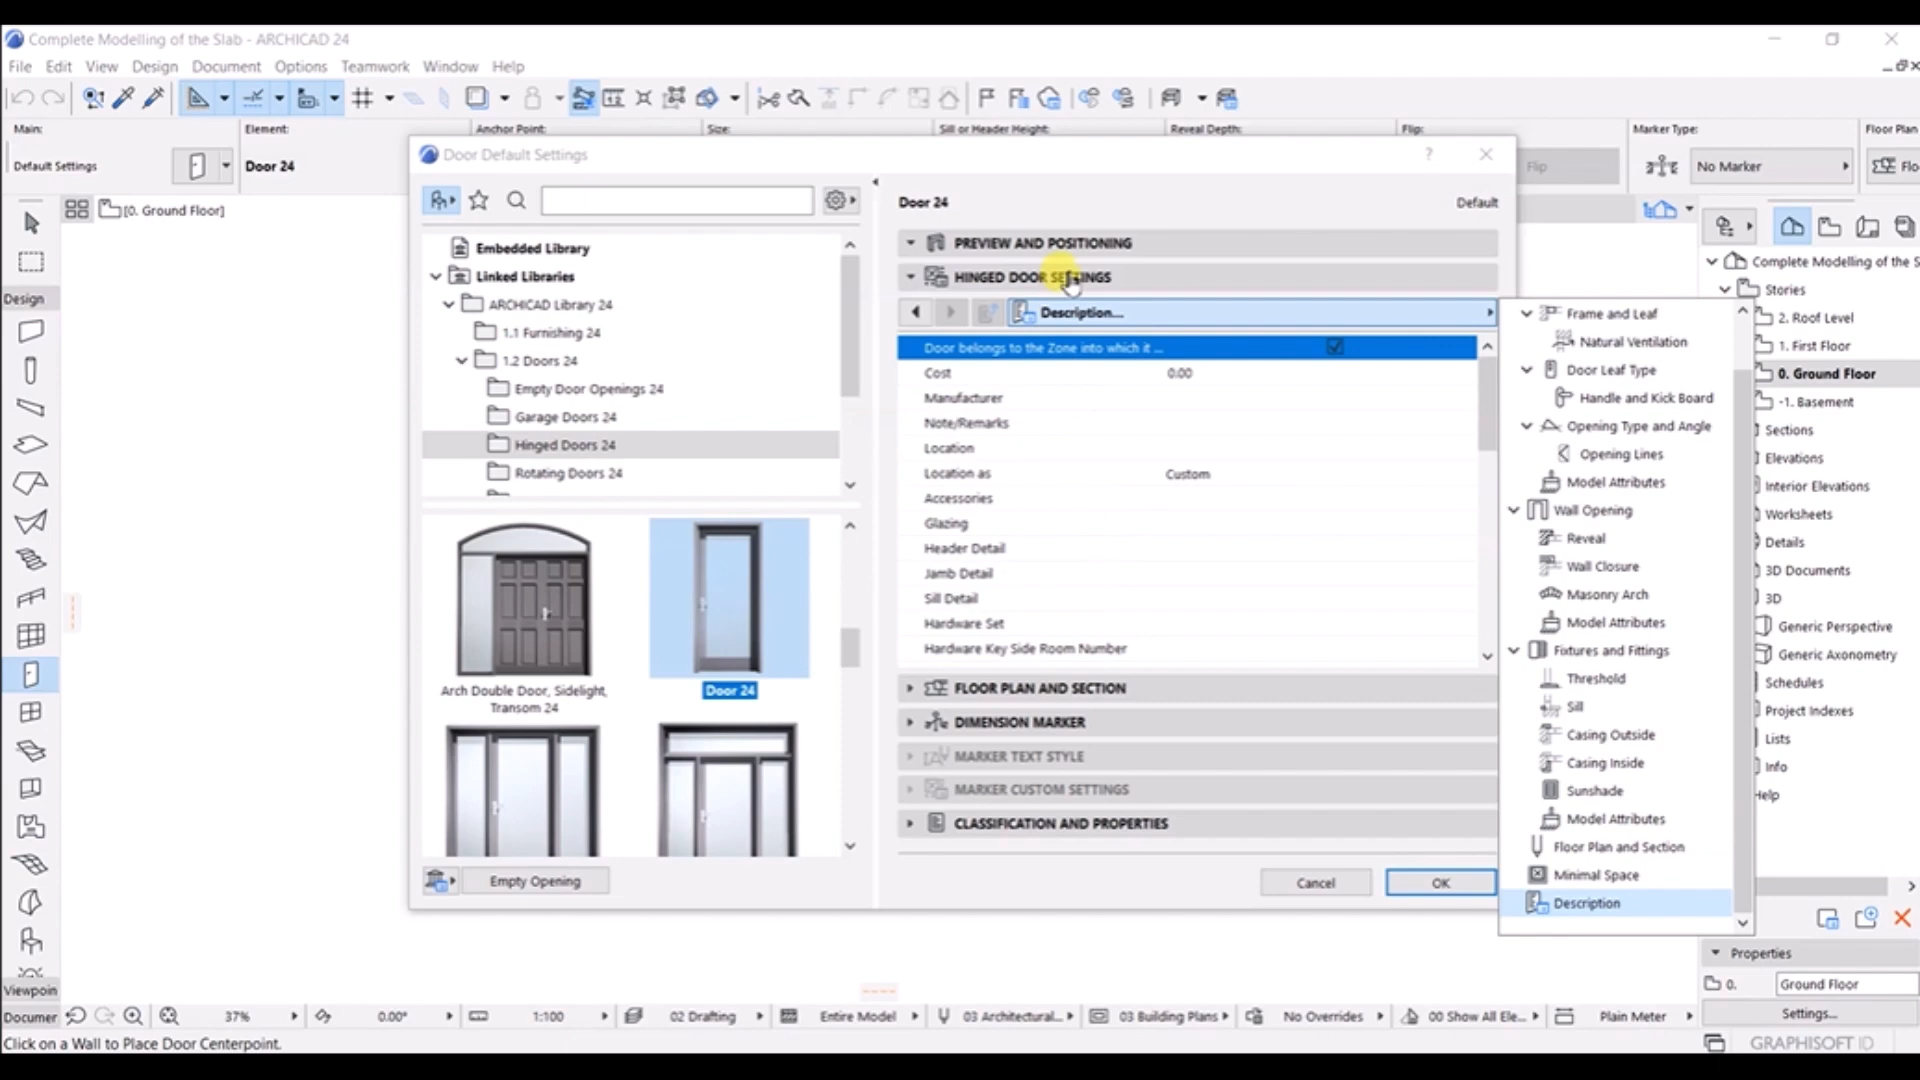 Complete Modelling of the Slab - ARCHICAD 24
File Edit View Design Document Options Teamwork Window Help
Main: Element: Anchor Point: Size: Sill or Header Height: Reveal Depth: Flip: Marker Type: Floor Plan
Default Settings Door 24 Flip No Marker Flo
[0. Ground Floor]
Design
Viewpoin
Documer
Door Default Settings ?
Embedded Library
Linked Libraries
ARCHICAD Library 24
1.1 Furnishing 24
1.2 Doors 24
Empty Door Openings 24
Garage Doors 24
Hinged Doors 24
Rotating Doors 24
Arch Double Door, Sidelight,
Transom 24
Door 24
Empty Opening
Door 24 Default
PREVIEW AND POSITIONING
HINGED DOOR SETTINGS
Description...
Door belongs to the Zone into which it ...
Cost 0.00
Manufacturer
Note/Remarks
Location
Location as Custom
Accessories
Glazing
Header Detail
Jamb Detail
Sill Detail
Hardware Set
Hardware Key Side Room Number
FLOOR PLAN AND SECTION
DIMENSION MARKER
MARKER TEXT STYLE
MARKER CUSTOM SETTINGS
CLASSIFICATION AND PROPERTIES
Cancel OK
Frame and Leaf
Natural Ventilation
Door Leaf Type
Handle and Kick Board
Opening Type and Angle
Opening Lines
Model Attributes
Wall Opening
Reveal
Wall Closure
Masonry Arch
Model Attributes
Fixtures and Fittings
Threshold
Sill
Casing Outside
Casing Inside
Sunshade
Model Attributes
Floor Plan and Section
Minimal Space
Description
Complete Modelling of the S
Stories
2. Roof Level
1. First Floor
0. Ground Floor
-1. Basement
Sections
Elevations
Interior Elevations
Worksheets
Details
3D Documents
3D
Generic Perspective
Generic Axonometry
Schedules
Project Indexes
Lists
Info
Help
Properties
0. Ground Floor
Settings...
37% 0.00° 1:100 02 Drafting Entire Model 03 Architectural... 03 Building Plans No Overrides 00 Show All Ele... Plain Meter
Click on a Wall to Place Door Centerpoint.
GRAPHISOFT ID